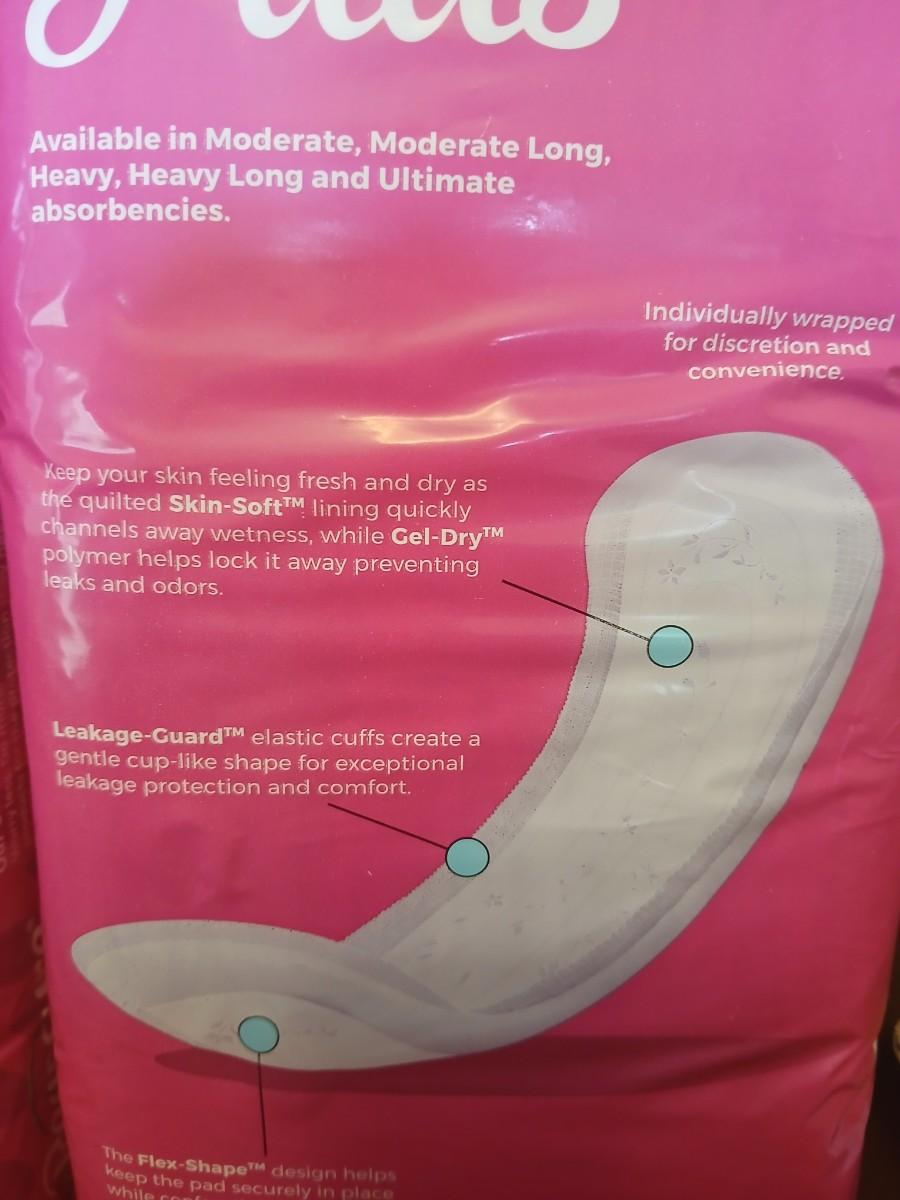 Available in Moderate, Moderate Long,
Heavy, Heavy Long and Ultimate
absorbencies.
Individually wrapped
for discretion and
convenience.
Keep your skin feeling fresh and dry as
the quilted Skin-Soft™ lining quickly
channels away wetness, while Gel-Dry™
polymer helps lock it away preventing
leaks and odors.
Leakage-Guard™ elastic cuffs create a
gentle cup-like shape for exceptional
leakage protection and comfort.
The Flex-Shape™ design helps
keep the pad securely in place
while